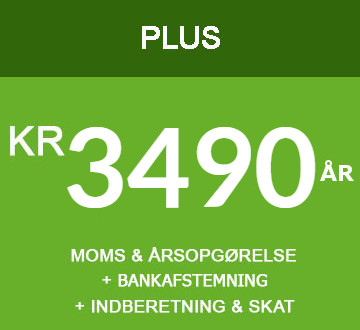 PLUS
KR 3490 ÅR
MOMS & ÅRSOPGØRELSE
+ BANKAFSTEMNING
+ INDBERETNING & SKAT